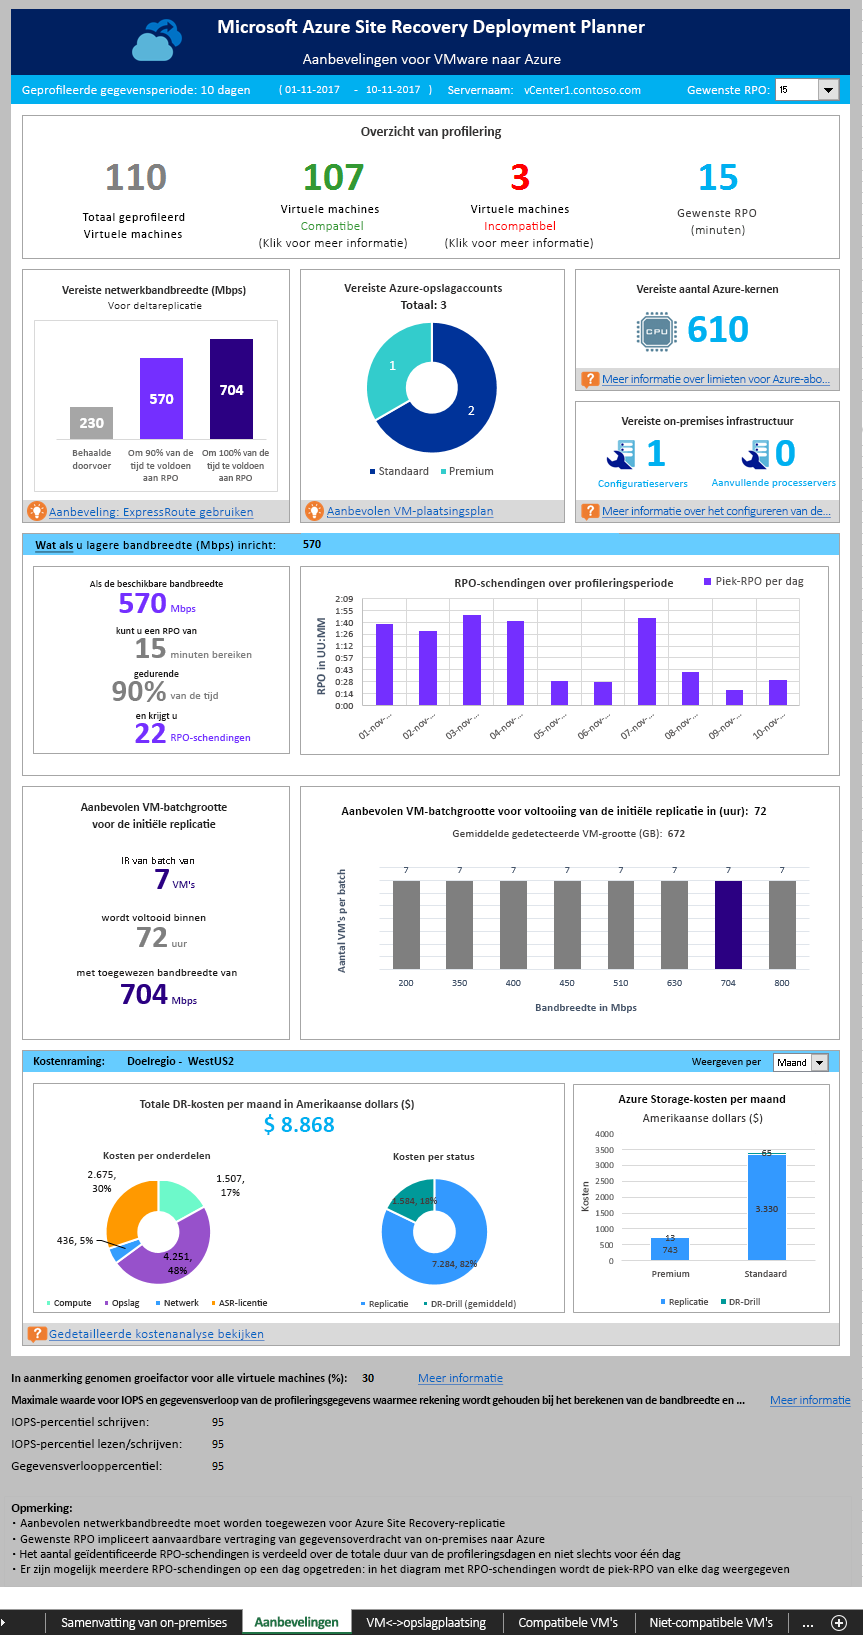 Microsoft Azure Site Recovery Deployment Planner
Aanbevelingen voor VMware naar Azure
Geprofileerde gegevensperiode: 10 dagen ( 01-11-2017 - 10-11-2017 ) Servernaam: vCenter1.contoso.com Gewenste RPO: 15
Overzicht van profilering
110
Totaal geprofileerd
Virtuele machines
107
Virtuele machines
Compatibel
(Klik voor meer informatie)
3
Virtuele machines
Incompatibel
(Klik voor meer informatie)
15
Gewenste RPO
(minuten)
Vereiste netwerkbandbreedte (Mbps)
Voor deltareplicatie
230
570
704
Behaalde
doorvoer
Om 90% van de
tijd te voldoen
aan RPO
Om 100% van de
tijd te voldoen
aan RPO
Aanbeveling: ExpressRoute gebruiken
Vereiste Azure-opslagaccounts
Totaal: 3
1
2
Standaard Premium
Aanbevolen VM-plaatsingsplan
Vereiste aantal Azure-kernen
CPU
610
Meer informatie over limieten voor Azure-abo...
Vereiste on-premises infrastructuur
1
Configuratieservers
0
Aanvullende processervers
Meer informatie over het configureren van de...
Wat als u lagere bandbreedte (Mbps) inricht: 570
Als de beschikbare bandbreedte
570 Mbps
kunt u een RPO van
15 minuten bereiken
gedurende
90% van de tijd
en krijgt u
22 RPO-schendingen
RPO-schendingen over profileringsperiode
Piek-RPO per dag
RPO in UU:MM
2:09
1:55
1:40
1:26
1:12
0:57
0:43
0:28
0:14
0:00
01-nov-...
02-nov-...
03-nov-...
04-nov-...
05-nov-...
06-nov-...
07-nov-...
08-nov-...
09-nov-...
10-nov-...
Aanbevolen VM-batchgrootte
voor de initiële replicatie
IR van batch van
7 VM's
wordt voltooid binnen
72 uur
met toegewezen bandbreedte van
704 Mbps
Aanbevolen VM-batchgrootte voor voltooiing van de initiële replicatie in (uur): 72
Gemiddelde gedetecteerde VM-grootte (GB): 672
Aantal VM's per batch
7 7 7 7 7 7 7 7
200 350 400 450 510 630 704 800
Bandbreedte in Mbps
Kostenraming: Doelregio - WestUS2 Weergeven per Maand
Totale DR-kosten per maand in Amerikaanse dollars ($)
$ 8.868
Kosten per onderdelen
2.675,
30%
1.507,
17%
436, 5%
4.251,
48%
Compute Opslag Netwerk ASR-licentie
Kosten per status
1.584, 18%
7.284, 82%
Replicatie DR-Drill (gemiddeld)
Azure Storage-kosten per maand
Amerikaanse dollars ($)
Kosten
4000
3500
3000
2500
2000
1500
1000
500
0
13
743
65
3.330
Premium Standaard
Replicatie DR-Drill
Gedetailleerde kostenanalyse bekijken
In aanmerking genomen groeifactor voor alle virtuele machines (%): 30 Meer informatie
Maximale waarde voor IOPS en gegevensverloop van de profileringsgegevens waarmee rekening wordt gehouden bij het berekenen van de bandbreedte en ... Meer informatie
IOPS-percentiel schrijven: 95
IOPS-percentiel lezen/schrijven: 95
Gegevensverlooppercentiel: 95
Opmerking:
· Aanbevolen netwerkbandbreedte moet worden toegewezen voor Azure Site Recovery-replicatie
· Gewenste RPO impliceert aanvaardbare vertraging van gegevensoverdracht van on-premises naar Azure
· Het aantal geïdentificeerde RPO-schendingen is verdeeld over de totale duur van de profileringsdagen en niet slechts voor één dag
· Er zijn mogelijk meerdere RPO-schendingen op een dag opgetreden: in het diagram met RPO-schendingen wordt de piek-RPO van elke dag weergegeven
Samenvatting van on-premises Aanbevelingen VM<->opslagplaatsing Compatibele VM's Niet-compatibele VM's ...